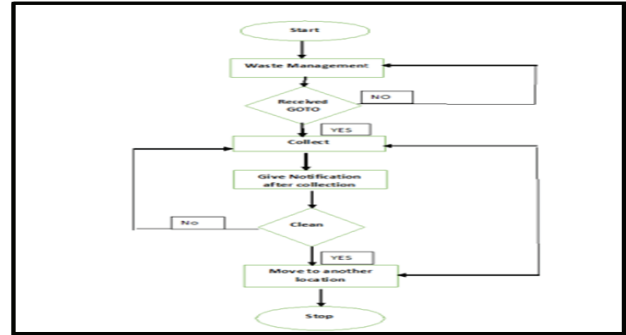 Start
Waste Management
Received
GOTO
NO
YES
Collect
Give Notification
after collection
Clean
No
YES
Move to another
location
Stop